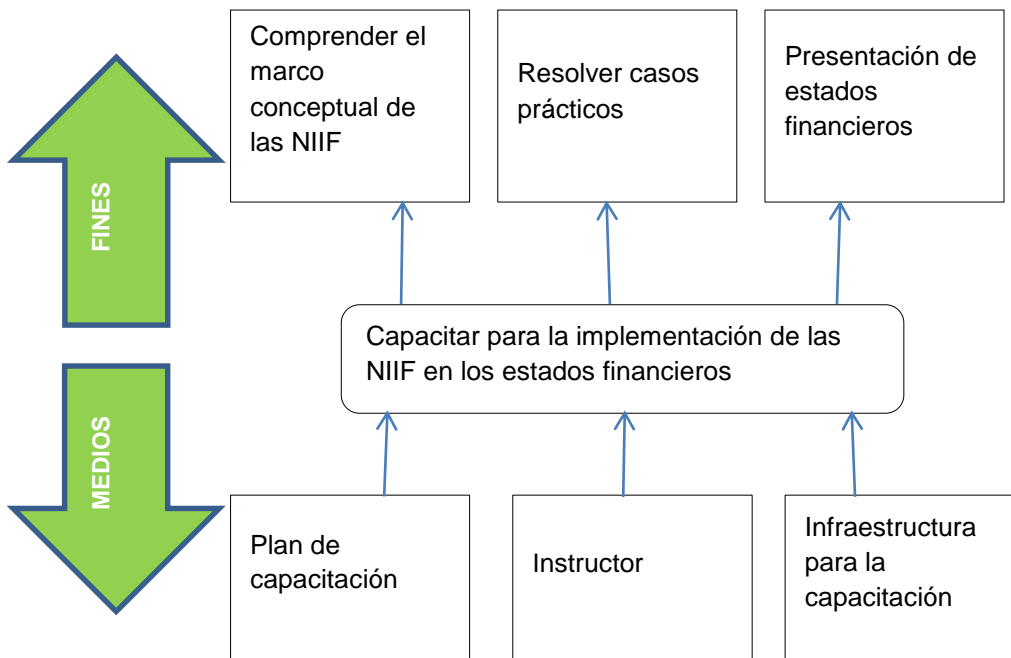 Comprender el
marco
conceptual de
las NIIF
Resolver casos
prácticos
Presentación de
estados
financieros
FINES
Capacitar para la implementación de las
NIIF en los estados financieros
MEDIOS
Plan de
capacitación
Instructor
Infraestructura
para la
capacitación